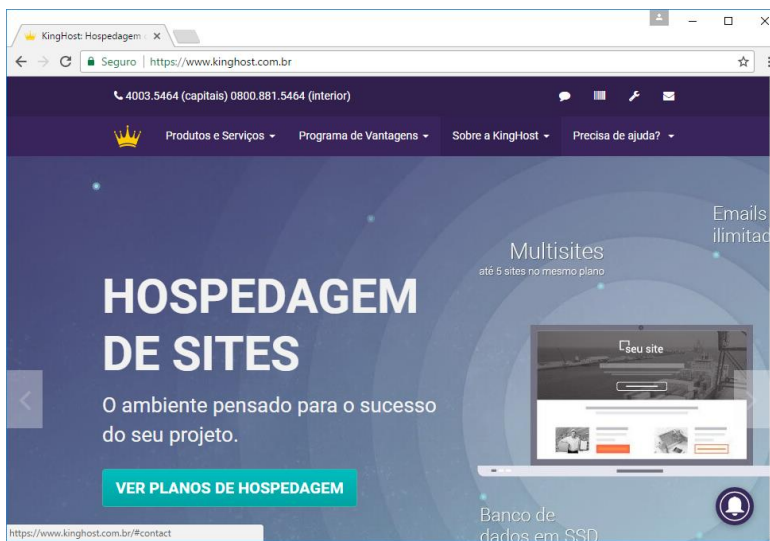 KingHost: Hospedagem
Seguro | https://www.kinghost.com.br
4003.5464 (capitais) 0800.881.5464 (interior)
Produtos e Serviços
Programa de Vantagens
Sobre a KingHost
Precisa de ajuda?
Emails
ilimitad
Multisites
até 5 sites no mesmo plano
HOSPEDAGEM
DE SITES
seu site
O ambiente pensado para o sucesso
do seu projeto.
VER PLANOS DE HOSPEDAGEM
Banco de
dados em SSD
https://www.kinghost.com.br/#contact